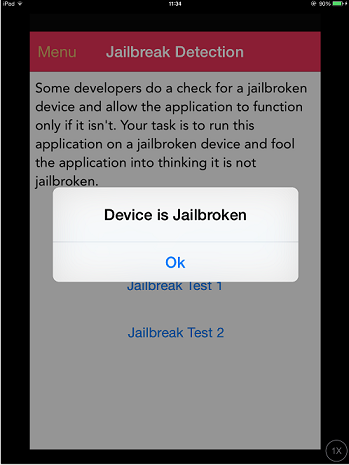 iPad 11:34 90%
Menu Jailbreak Detection
Some developers do a check for a jailbroken
device and allow the application to function
only if it isn't. Your task is to run this
application on a jailbroken device and fool
the application into thinking it is not
jailbroken.
Device is Jailbroken
Ok
Jailbreak Test 1
Jailbreak Test 2
1X